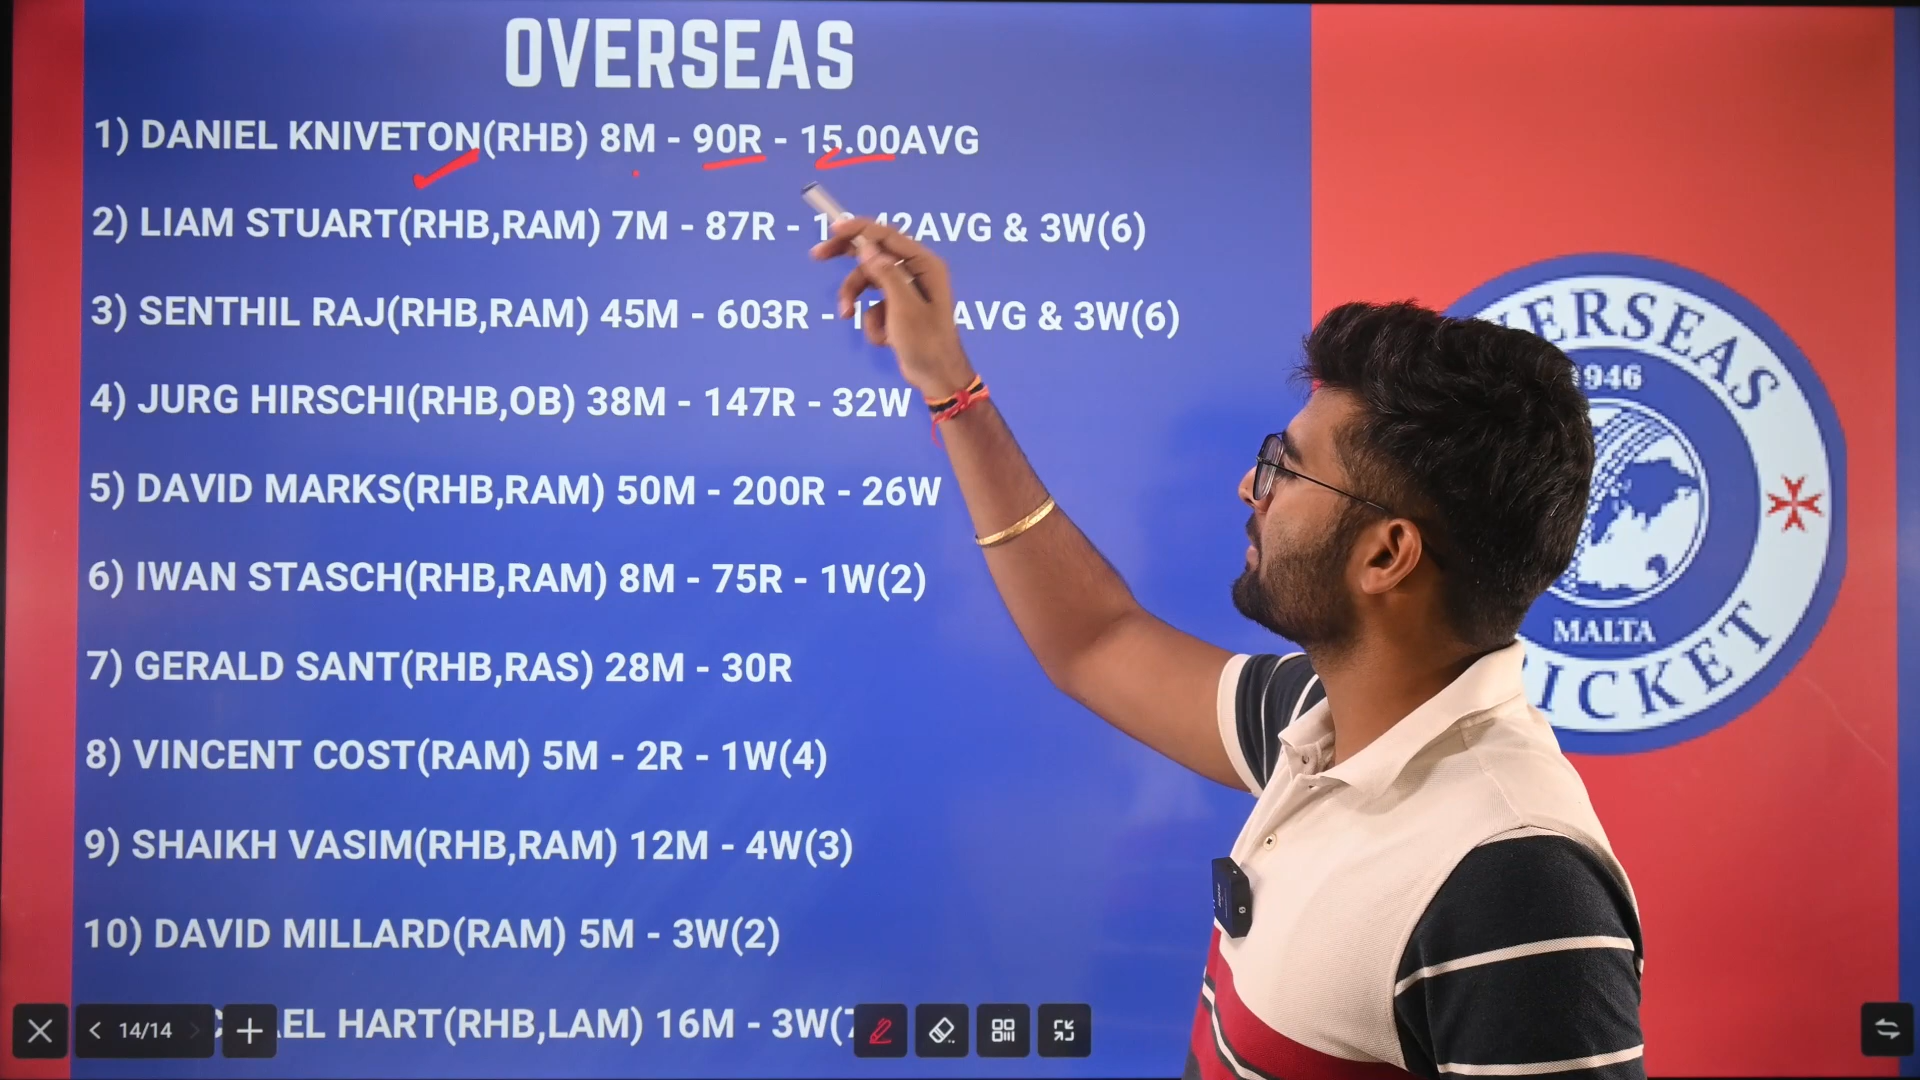 OVERSEAS
1) DANIEL KNIVETON(RHB) 8M - 90R - 15.00AVG
2) LIAM STUART(RHB,RAM) 7M - 87R - AVG & 3W(6)
3) SENTHIL RAJ(RHB,RAM) 45M - 603R - AVG & 3W(6)
4) JURG HIRSCHI(RHB,OB) 38M - 147R - 32W
5) DAVID MARKS(RHB,RAM) 50M - 200R - 26W
6) IWAN STASCH(RHB,RAM) 8M - 75R - 1W(2)
7) GERALD SANT(RHB,RAS) 28M - 30R
8) VINCENT COST(RAM) 5M - 2R - 1W(4)
9) SHAIKH VASIM(RHB,RAM) 12M - 4W(3)
10) DAVID MILLARD(RAM) 5M - 3W(2)
HART(RHB,LAM) 16M -
14/14
1946
MALTA